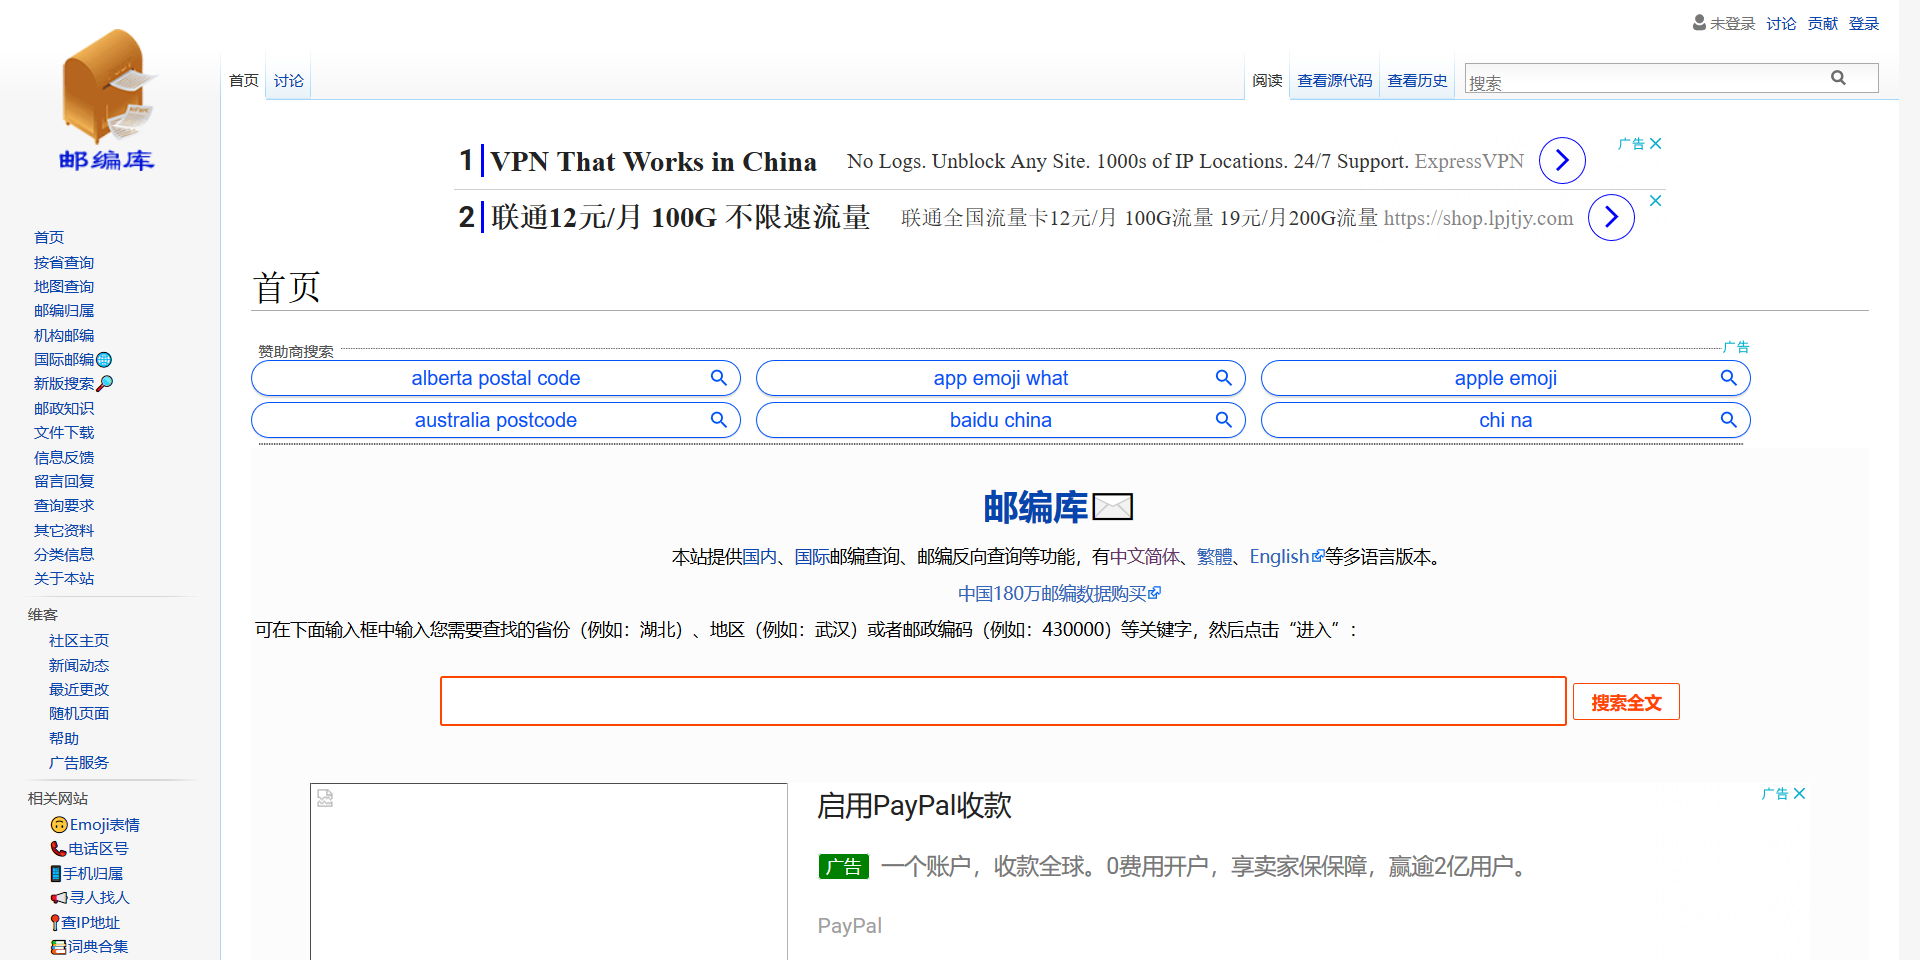 未登录 讨论 贡献 登录
邮编库
首页 讨论
阅读 查看源代码 查看历史 搜索
广告
1 VPN That Works in China No Logs. Unblock Any Site. 1000s of IP Locations. 24/7 Support. ExpressVPN
2 联通12元/月 100G 不限速流量 联通全国流量卡12元/月 100G流量 19元/月200G流量 https://shop.lpjtjy.com
首页
按省查询
地图查询
邮编归属
机构邮编
国际邮编
新版搜索
邮政知识
文件下载
信息反馈
留言回复
查询要求
其它资料
分类信息
关于本站
维客
社区主页
新闻动态
最近更改
随机页面
帮助
广告服务
相关网站
Emoji表情
电话区号
手机归属
寻人找人
查IP地址
词典合集
首页
赞助商搜索 广告
alberta postal code
app emoji what
apple emoji
australia postcode
baidu china
chi na
邮编库
本站提供国内、国际邮编查询、邮编反向查询等功能，有中文简体、繁體、English等多语言版本。
中国180万邮编数据购买
可在下面输入框中输入您需要查找的省份（例如：湖北）、地区（例如：武汉）或者邮政编码（例如：430000）等关键字，然后点击“进入”：
搜索全文
启用PayPal收款
广告
广告 一个账户，收款全球。0费用开户，享卖家保保障，赢逾2亿用户。
PayPal